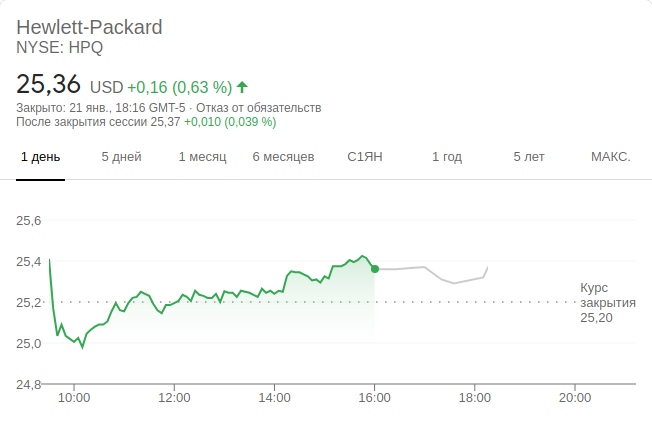 Hewlett-Packard
NYSE: HPQ
25,36 USD +0,16 (0,63 %)
Закрыто: 21 янв., 18:16 GMT-5 · Отказ от обязательств
После закрытия сессии 25,37 +0,010 (0,039 %)
1 день 5 дней 1 месяц 6 месяцев С1ЯН 1 год 5 лет МАКС.
25,6
25,4
25,2
25,0
24,8
Курс
закрытия
25,20
10:00 12:00 14:00 16:00 18:00 20:00